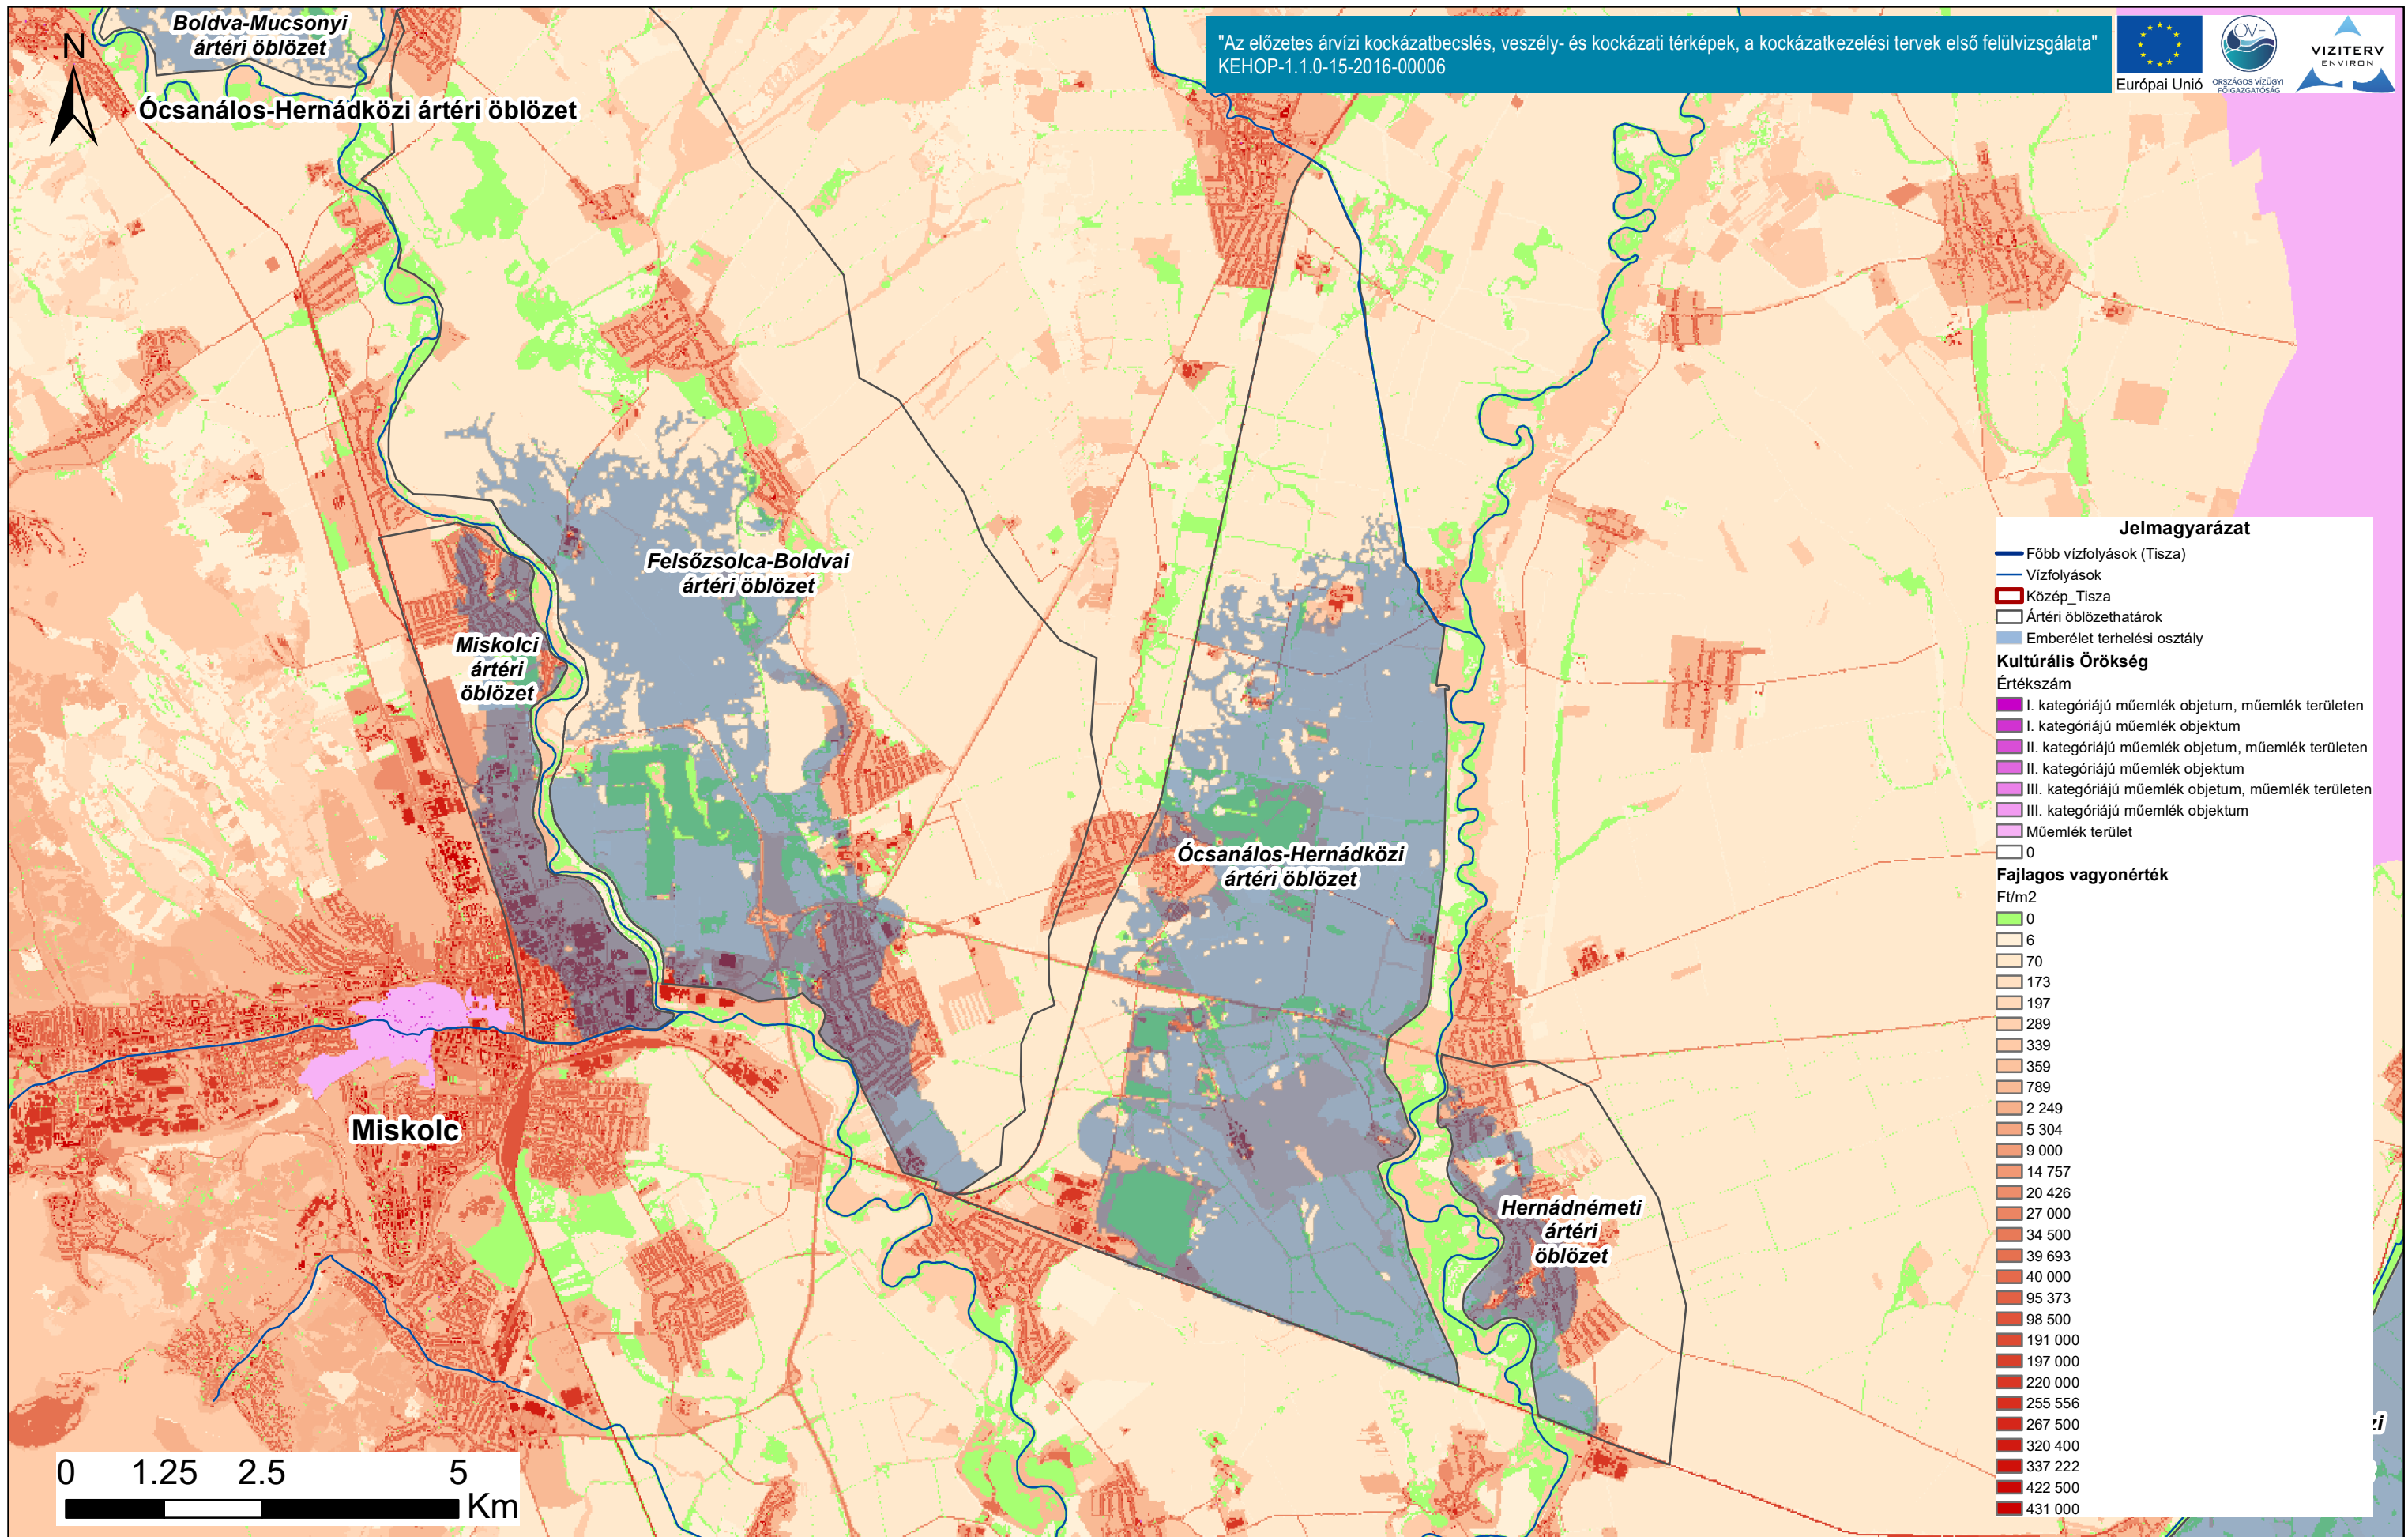 Boldva-Mucsonyi
ártéri öblözet
N
Ócsanálos-Hernádközi ártéri öblözet
"Az előzetes árvízi kockázatbecslés, veszély- és kockázati térképek, a kockázatkezelési tervek első felülvizsgálata"
KEHOP-1.1.0-15-2016-00006
Európai Unió
OVF
ORSZÁGOS VÍZÜGYI
FŐIGAZGATÓSÁG
VIZITERV
ENVIRON
Felsőzsolca-Boldvai
ártéri öblözet
Miskolci
ártéri
öblözet
Ócsanálos-Hernádközi
ártéri öblözet
Hernádnémeti
ártéri
öblözet
Miskolc
Jelmagyarázat
Főbb vízfolyások (Tisza)
Vízfolyások
Közép_Tisza
Ártéri öblözethatárok
Emberélet terhelési osztály
Kultúrális Örökség
Értékszám
I. kategóriájú műemlék objetum, műemlék területen
I. kategóriájú műemlék objektum
II. kategóriájú műemlék objetum, műemlék területen
II. kategóriájú műemlék objektum
III. kategóriájú műemlék objetum, műemlék területen
III. kategóriájú műemlék objektum
Műemlék terület
0
Fajlagos vagyonérték
Ft/m2
0
6
70
173
197
289
339
359
789
2 249
5 304
9 000
14 757
20 426
27 000
34 500
39 693
40 000
95 373
98 500
191 000
197 000
220 000
255 556
267 500
320 400
337 222
422 500
431 000
zi
0 1.25 2.5 5
Km